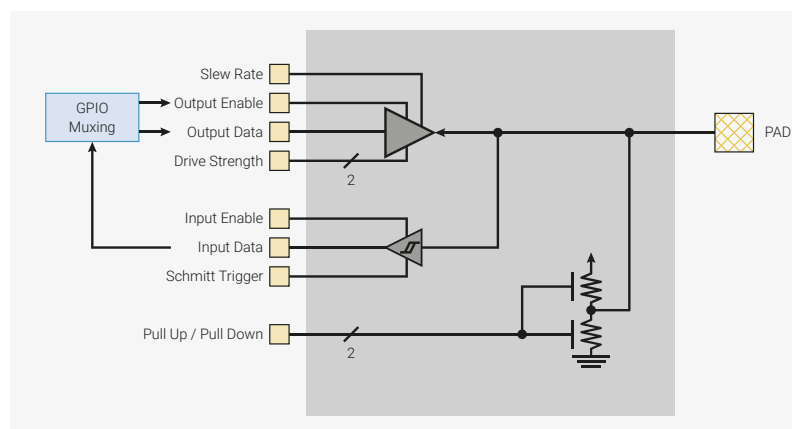 Slew Rate
GPIO
Muxing
Output Enable
Output Data
PAD
Drive Strength
2
Input Enable
Input Data
Schmitt Trigger
Pull Up / Pull Down
2